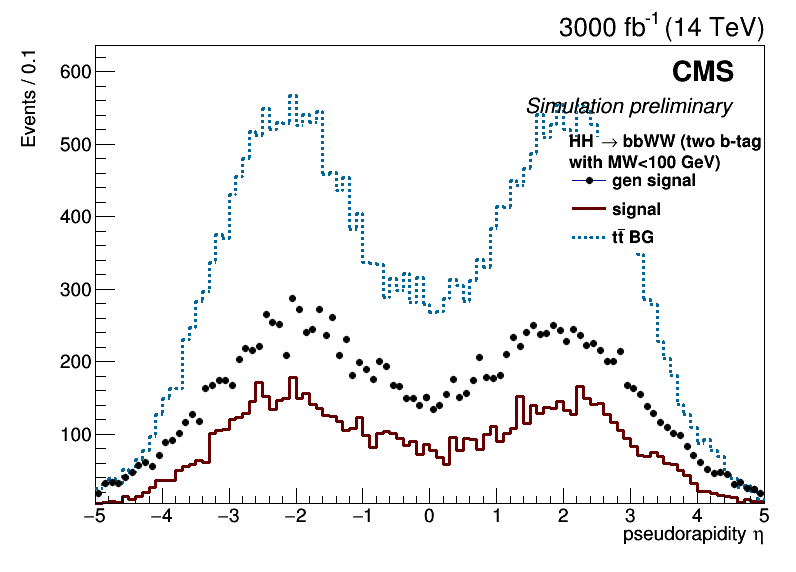 3000 fb⁻¹ (14 TeV)
CMS
Simulation preliminary
HH → bbWW (two b-tag
with MW<100 GeV)
gen signal
signal
tt̄ BG
Events / 0.1
600
500
400
300
200
100
−5 −4 −3 −2 −1 0 1 2 3 4 5
pseudorapidity η